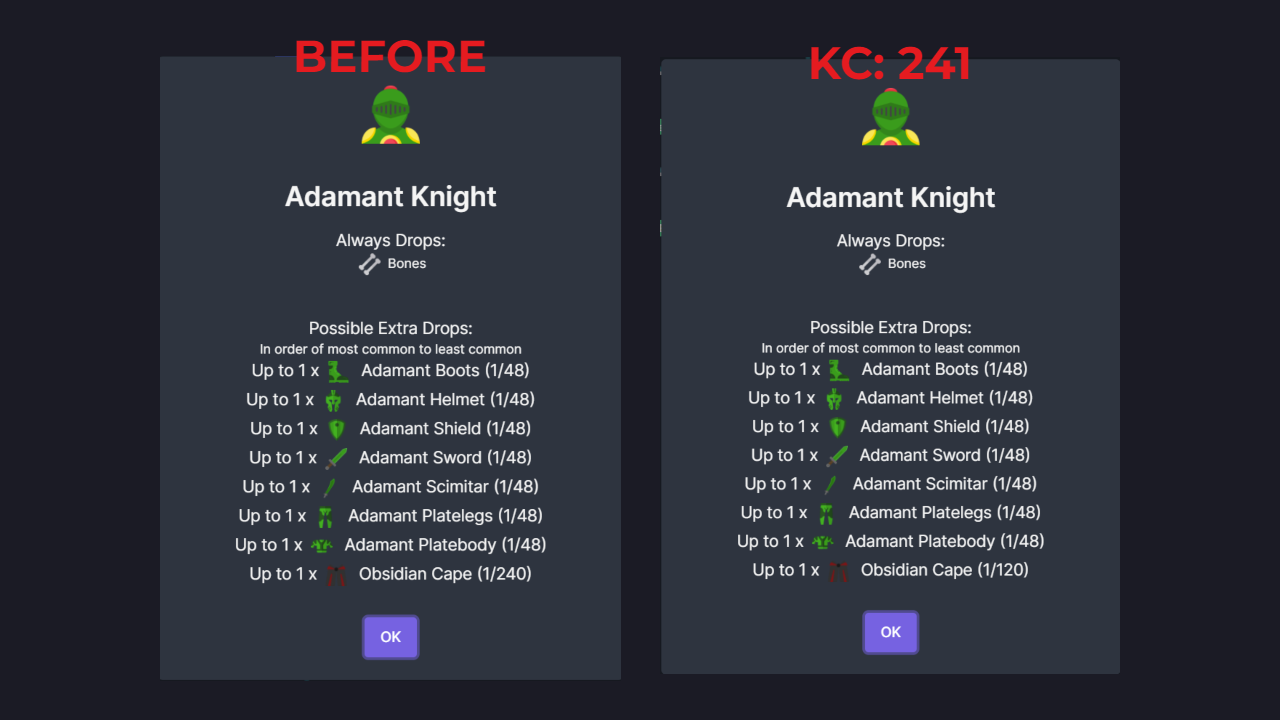 BEFORE
Adamant Knight
Always Drops:
Bones
Possible Extra Drops:
In order of most common to least common
Up to 1 x Adamant Boots (1/48)
Up to 1 x Adamant Helmet (1/48)
Up to 1 x Adamant Shield (1/48)
Up to 1 x Adamant Sword (1/48)
Up to 1 x Adamant Scimitar (1/48)
Up to 1 x Adamant Platelegs (1/48)
Up to 1 x Adamant Platebody (1/48)
Up to 1 x Obsidian Cape (1/240)
OK
KC: 241
Adamant Knight
Always Drops:
Bones
Possible Extra Drops:
In order of most common to least common
Up to 1 x Adamant Boots (1/48)
Up to 1 x Adamant Helmet (1/48)
Up to 1 x Adamant Shield (1/48)
Up to 1 x Adamant Sword (1/48)
Up to 1 x Adamant Scimitar (1/48)
Up to 1 x Adamant Platelegs (1/48)
Up to 1 x Adamant Platebody (1/48)
Up to 1 x Obsidian Cape (1/120)
OK